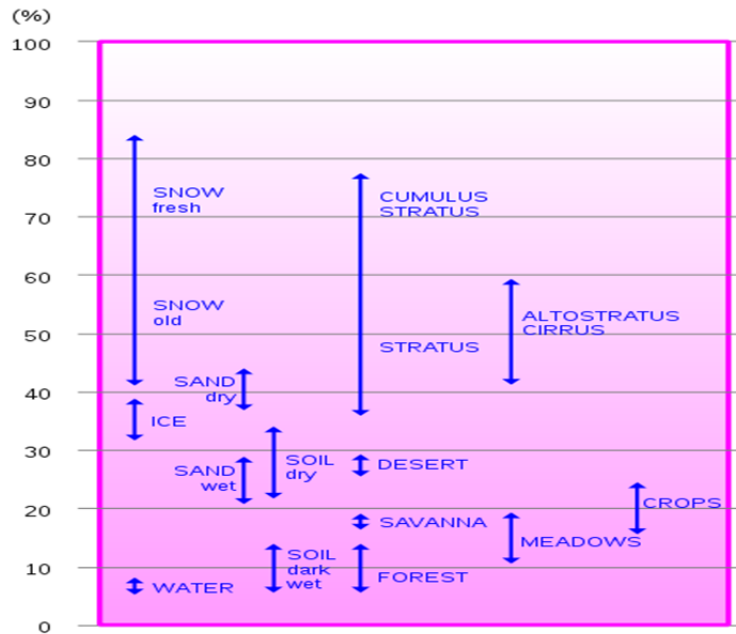 (%)
100
90
80
SNOW
fresh
CUMULUS
STRATUS
70
60
SNOW
old
ALTOSTRATUS
CIRRUS
50
STRATUS
40
SAND
dry
ICE
30
SAND
wet
SOIL
dry
DESERT
20
CROPS
SAVANNA
MEADOWS
10
SOIL
dark
wet
FOREST
WATER
0